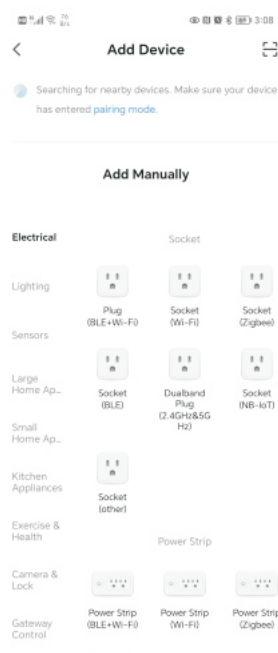 3:08
Add Device
Searching for nearby devices. Make sure your device
has entered pairing mode.
Add Manually
Electrical
Socket
Lighting
Plug
(BLE+Wi-Fi)
Socket
(Wi-Fi)
Socket
(Zigbee)
Sensors
Large
Home Ap...
Socket
(BLE)
Dualband
Plug
(2.4GHz&5G
Hz)
Socket
(NB-IoT)
Small
Home Ap...
Kitchen
Appliances
Socket
(other)
Exercise &
Health
Power Strip
Camera &
Lock
Power Strip
(BLE+Wi-Fi)
Power Strip
(Wi-Fi)
Power Strip
(Zigbee)
Gateway
Control